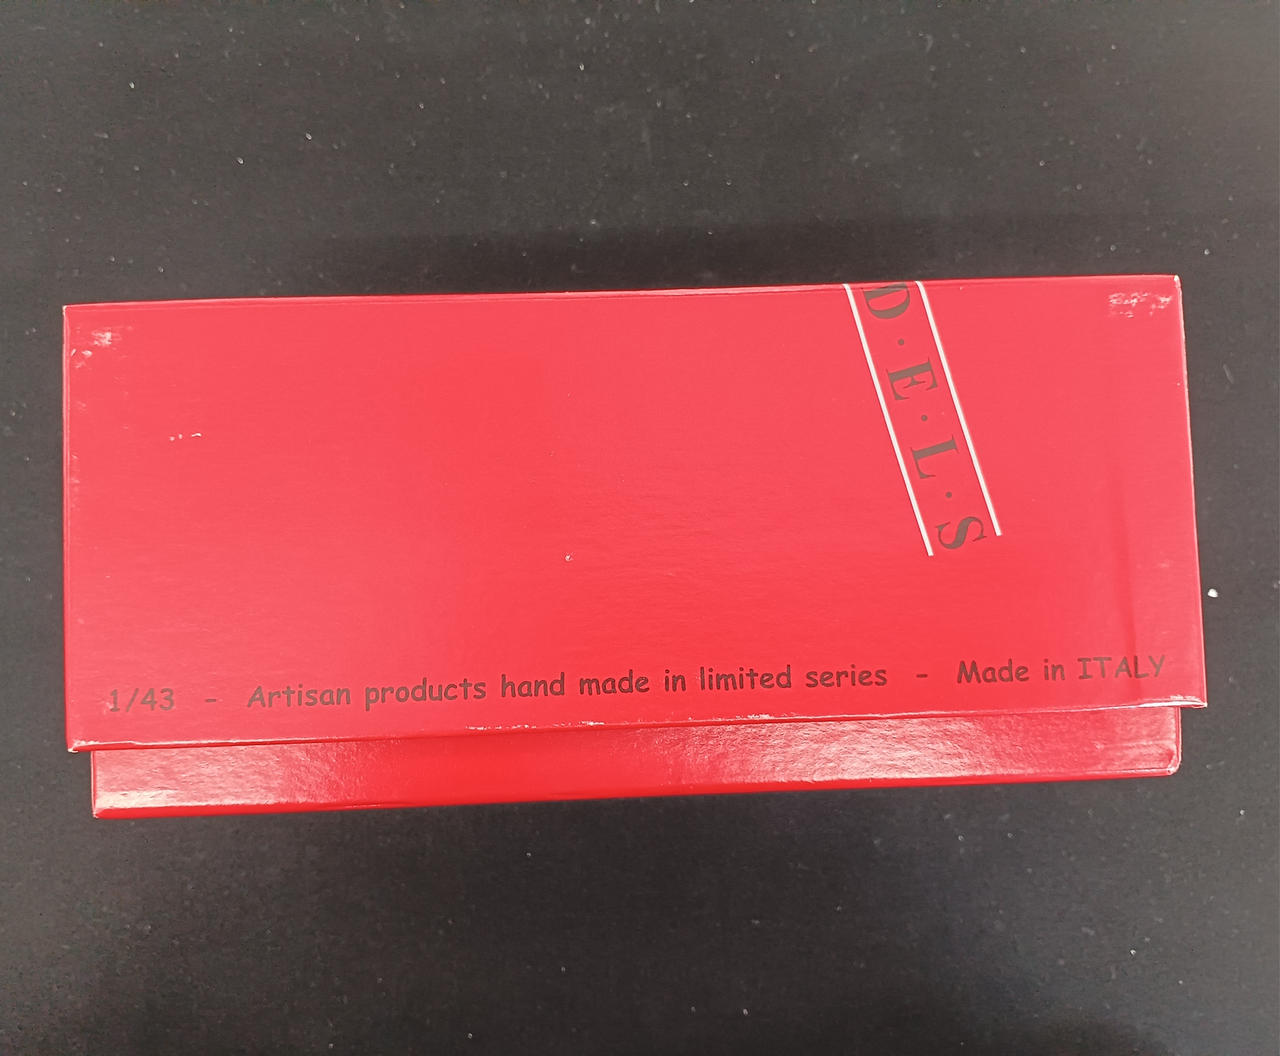 D·E·L·S
1/43 - Artisan products hand made in limited series - Made in ITALY